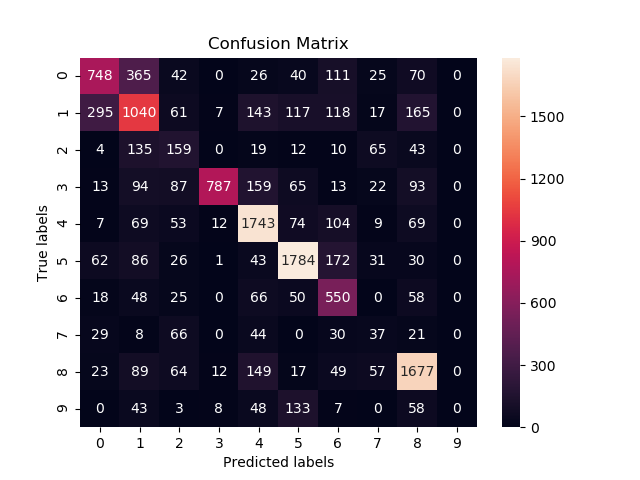 Confusion Matrix
0 748 365 42 0 26 40 111 25 70 0
1 295 1040 61 7 143 117 118 17 165 0
2 4 135 159 0 19 12 10 65 43 0
3 13 94 87 787 159 65 13 22 93 0
4 7 69 53 12 1743 74 104 9 69 0
5 62 86 26 1 43 1784 172 31 30 0
6 18 48 25 0 66 50 550 0 58 0
7 29 8 66 0 44 0 30 37 21 0
8 23 89 64 12 149 17 49 57 1677 0
9 0 43 3 8 48 133 7 0 58 0
0 1 2 3 4 5 6 7 8 9
Predicted labels
True labels
1500
1200
900
600
300
0